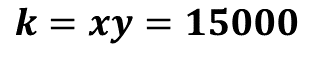 k = xy = 15000